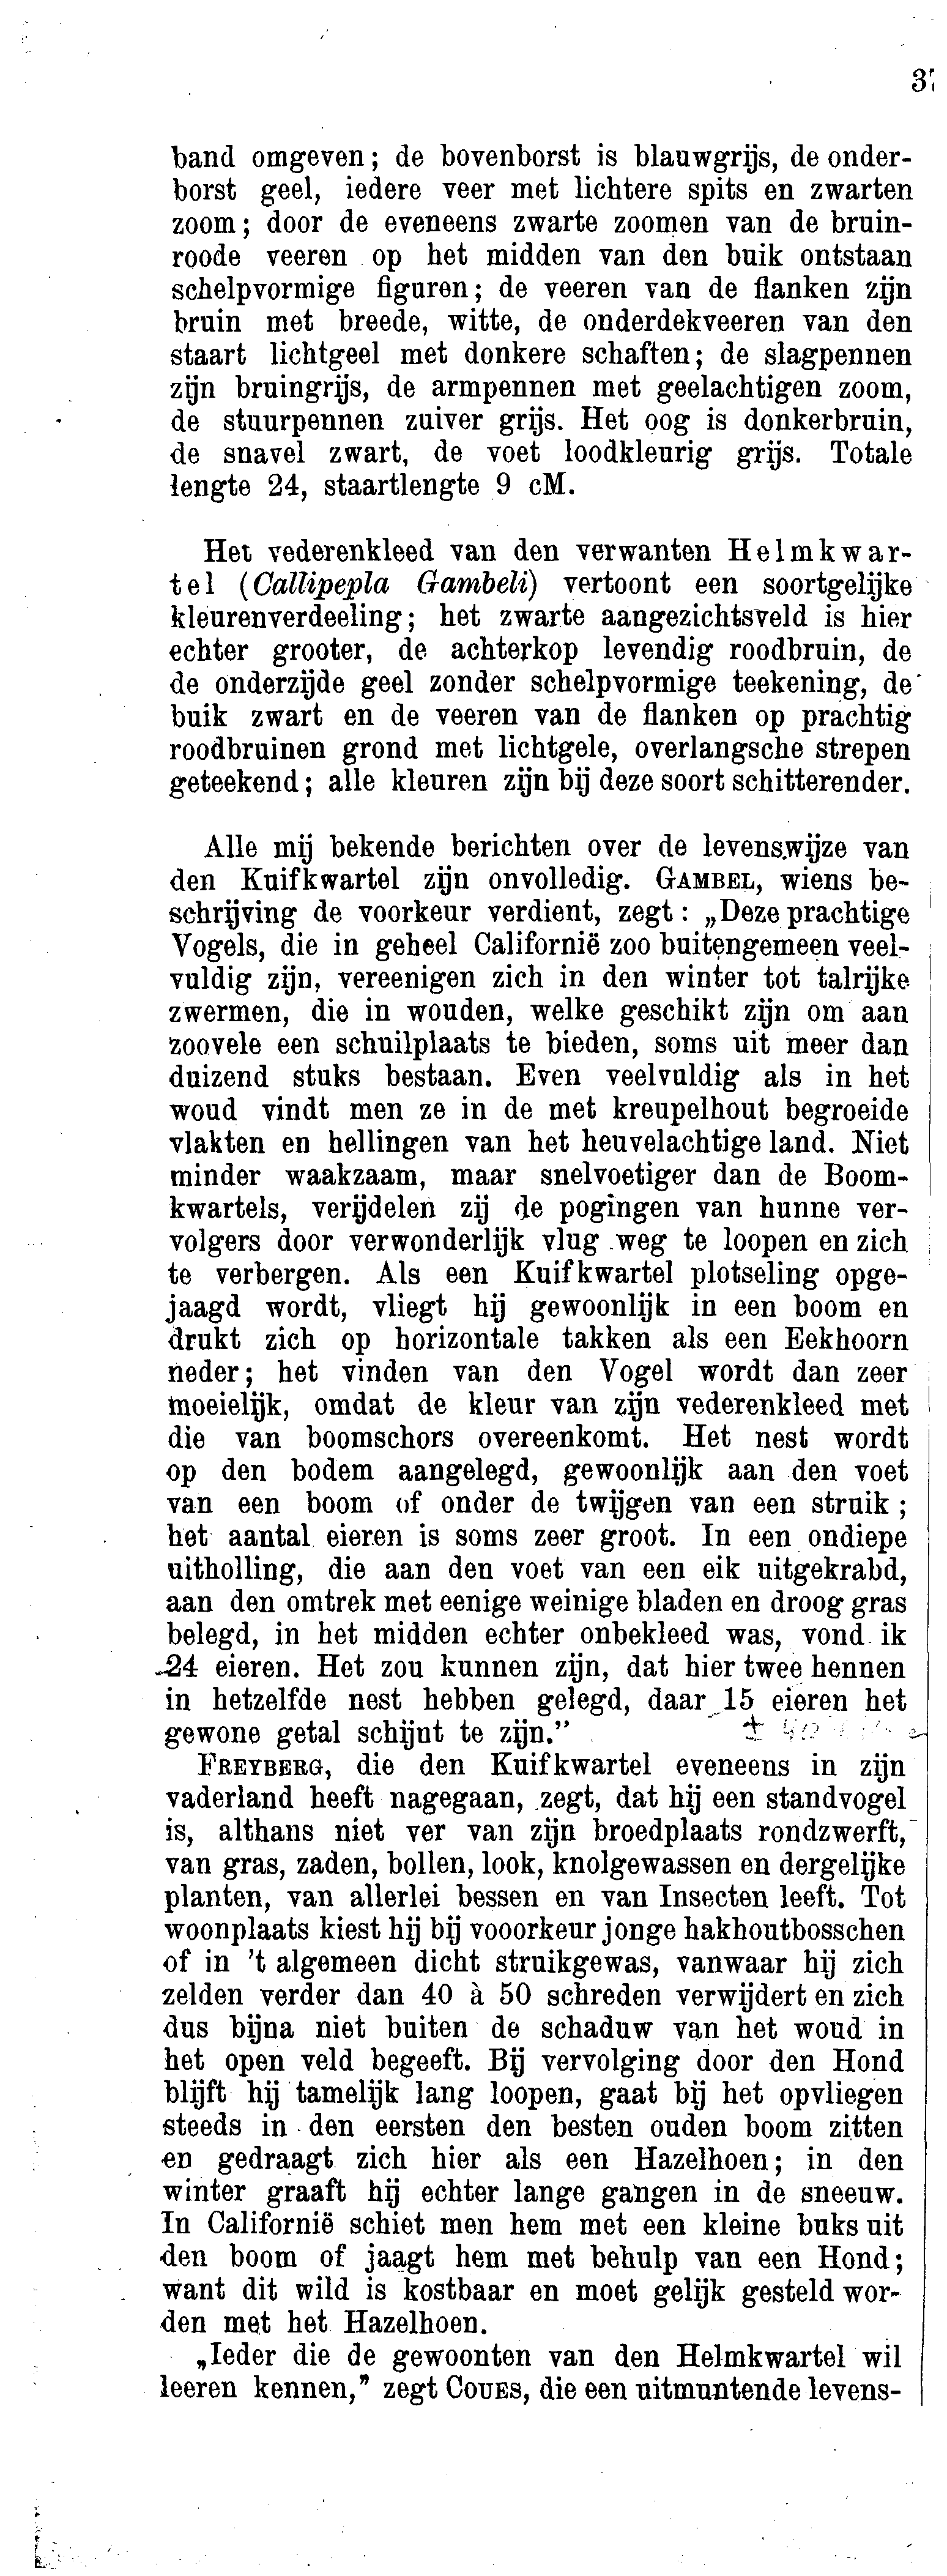 band omgeven; de bovenborst is blauwgrijs, de onder-
borst geel, iedere veer met lichtere spits en zwarten
zoom; door de eveneens zwarte zoomen van de bruin-
roode veeren op het midden van den buik ontstaan
schelpvormige figuren; de veeren van de flanken zijn
bruin met breede, witte, de onderdekveeren van den
staart lichtgeel met donkere schaften; de slagpennen
zijn bruingrijs, de armpennen met geelachtigen zoom,
de stuurpennen zuiver grijs. Het oog is donkerbruin,
de snavel zwart, de voet loodkleurig grijs. Totale
lengte 24, staartlengte 9 cM.
Het vederenkleed van den verwanten Helmkwar-
tel (Callipepla Gambeli) vertoont een soortgelijke
kleurenverdeeling; het zwarte aangezichtsveld is hier
echter grooter, de achterkop levendig roodbruin, de
de onderzijde geel zonder schelpvormige teekening, de
buik zwart en de veeren van de flanken op prachtig
roodbruinen grond met lichtgele, overlangsche strepen
geteekend; alle kleuren zijn bij deze soort schitterender.
Alle mij bekende berichten over de levenswijze van
den Kuifkwartel zijn onvolledig. GAMBEL, wiens be-
schrijving de voorkeur verdient, zegt: „Deze prachtige
Vogels, die in geheel Californië zoo buitengemeen veel-
vuldig zijn, vereenigen zich in den winter tot talrijke
zwermen, die in wouden, welke geschikt zijn om aan
zoovele een schuilplaats te bieden, soms uit meer dan
duizend stuks bestaan. Even veelvuldig als in het
woud vindt men ze in de met kreupelhout begroeide
vlakten en hellingen van het heuvelachtige land. Niet
minder waakzaam, maar snelvoetiger dan de Boom-
kwartels, verijdelen zij de pogingen van hunne ver-
volgers door verwonderlijk vlug weg te loopen en zich
te verbergen. Als een Kuifkwartel plotseling opge-
jaagd wordt, vliegt hij gewoonlijk in een boom en
drukt zich op horizontale takken als een Eekhoorn
neder; het vinden van den Vogel wordt dan zeer
moeielijk, omdat de kleur van zijn vederenkleed met
die van boomschors overeenkomt. Het nest wordt
op den bodem aangelegd, gewoonlijk aan den voet
van een boom of onder de twijgen van een struik;
het aantal eieren is soms zeer groot. In een ondiepe
uitholling, die aan den voet van een eik uitgekrabd,
aan den omtrek met eenige weinige bladen en droog gras
belegd, in het midden echter onbekleed was, vond ik
24 eieren. Het zou kunnen zijn, dat hier twee hennen
in hetzelfde nest hebben gelegd, daar 15 eieren het
gewone getal schijnt te zijn.”
FREYBERG, die den Kuifkwartel eveneens in zijn
vaderland heeft nagegaan, zegt, dat hij een standvogel
is, althans niet ver van zijn broedplaats rondzwerft,
van gras, zaden, bollen, look, knolgewassen en dergelijke
planten, van allerlei bessen en van Insecten leeft. Tot
woonplaats kiest hij bij vooorkeur jonge hakhoutbosschen
of in 't algemeen dicht struikgewas, vanwaar hij zich
zelden verder dan 40 à 50 schreden verwijdert en zich
dus bijna niet buiten de schaduw van het woud in
het open veld begeeft. Bij vervolging door den Hond
blijft hij tamelijk lang loopen, gaat bij het opvliegen
steeds in den eersten den besten ouden boom zitten
en gedraagt zich hier als een Hazelhoen; in den
winter graaft hij echter lange gangen in de sneeuw.
In Californië schiet men hem met een kleine buks uit
den boom of jaagt hem met behulp van een Hond;
want dit wild is kostbaar en moet gelijk gesteld wor-
den met het Hazelhoen.
„Ieder die de gewoonten van den Helmkwartel wil
leeren kennen,” zegt COUES, die een uitmuntende levens-